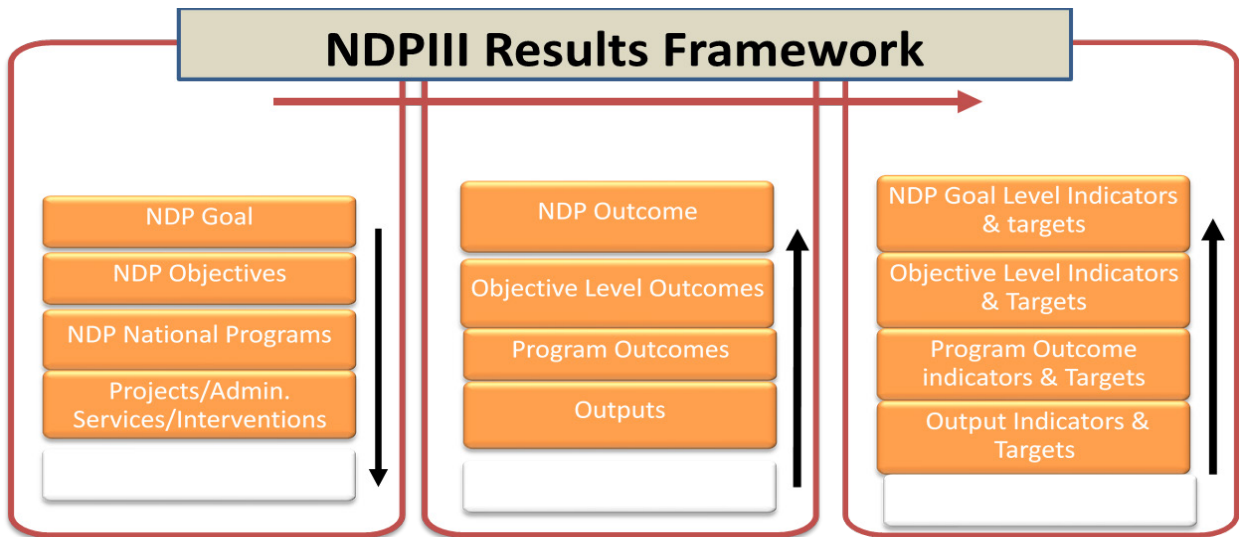 NDPIII Results Framework
NDP Goal
NDP Objectives
NDP National Programs
Projects/Admin.
Services/Interventions
NDP Outcome
Objective Level Outcomes
Program Outcomes
Outputs
NDP Goal Level Indicators
& targets
Objective Level Indicators
& Targets
Program Outcome
indicators & Targets
Output Indicators &
Targets